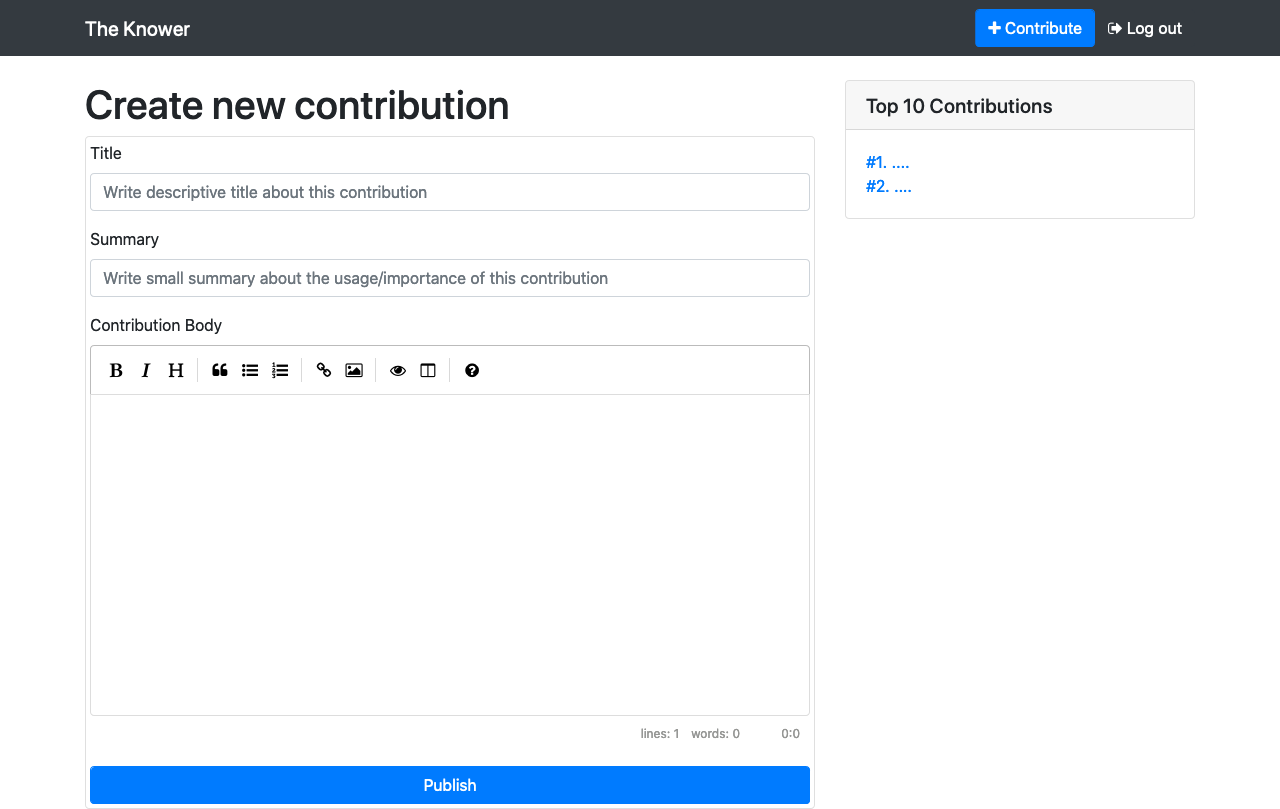 The Knower
Contribute
Log out
Create new contribution
Title
Write descriptive title about this contribution
Summary
Write small summary about the usage/importance of this contribution
Contribution Body
B I H
lines: 1 words: 0 0:0
Publish
Top 10 Contributions
#1. ....
#2. ....